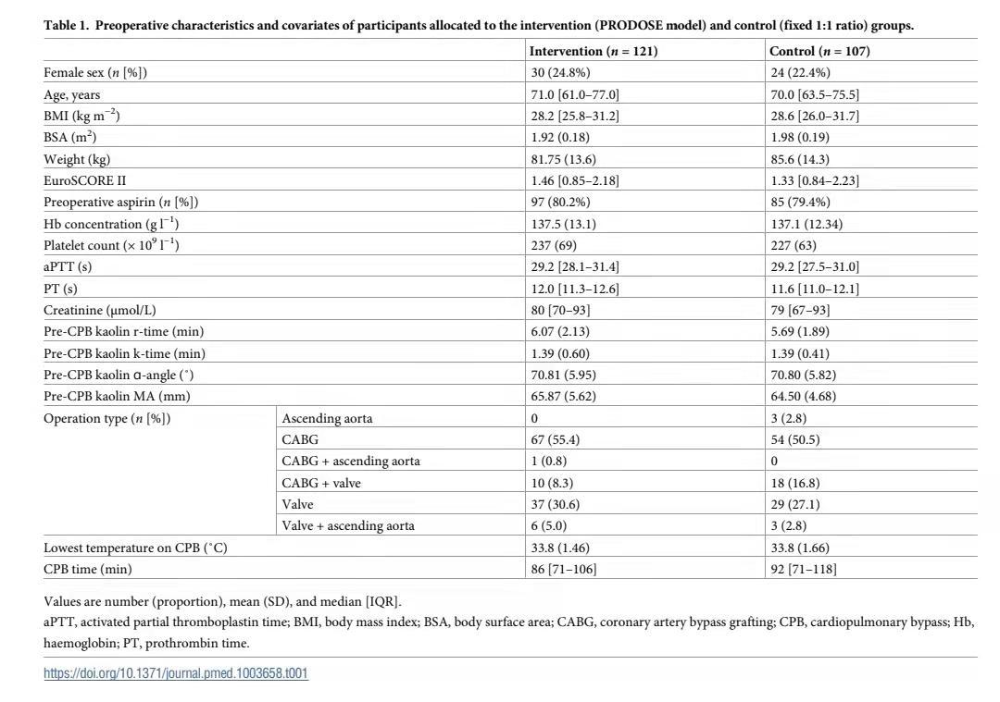 Table 1. Preoperative characteristics and covariates of participants allocated to the intervention (PRODOSE model) and control (fixed 1:1 ratio) groups.
Intervention (n = 121) Control (n = 107)
Female sex (n [%]) 30 (24.8%) 24 (22.4%)
Age, years 71.0 [61.0–77.0] 70.0 [63.5–75.5]
BMI (kg m⁻²) 28.2 [25.8–31.2] 28.6 [26.0–31.7]
BSA (m²) 1.92 (0.18) 1.98 (0.19)
Weight (kg) 81.75 (13.6) 85.6 (14.3)
EuroSCORE II 1.46 [0.85–2.18] 1.33 [0.84–2.23]
Preoperative aspirin (n [%]) 97 (80.2%) 85 (79.4%)
Hb concentration (g l⁻¹) 137.5 (13.1) 137.1 (12.34)
Platelet count (× 10⁹ l⁻¹) 237 (69) 227 (63)
aPTT (s) 29.2 [28.1–31.4] 29.2 [27.5–31.0]
PT (s) 12.0 [11.3–12.6] 11.6 [11.0–12.1]
Creatinine (μmol/L) 80 [70–93] 79 [67–93]
Pre-CPB kaolin r-time (min) 6.07 (2.13) 5.69 (1.89)
Pre-CPB kaolin k-time (min) 1.39 (0.60) 1.39 (0.41)
Pre-CPB kaolin ɑ-angle (˚) 70.81 (5.95) 70.80 (5.82)
Pre-CPB kaolin MA (mm) 65.87 (5.62) 64.50 (4.68)
Operation type (n [%]) Ascending aorta 0 3 (2.8)
CABG 67 (55.4) 54 (50.5)
CABG + ascending aorta 1 (0.8) 0
CABG + valve 10 (8.3) 18 (16.8)
Valve 37 (30.6) 29 (27.1)
Valve + ascending aorta 6 (5.0) 3 (2.8)
Lowest temperature on CPB (˚C) 33.8 (1.46) 33.8 (1.66)
CPB time (min) 86 [71–106] 92 [71–118]
Values are number (proportion), mean (SD), and median [IQR].
aPTT, activated partial thromboplastin time; BMI, body mass index; BSA, body surface area; CABG, coronary artery bypass grafting; CPB, cardiopulmonary bypass; Hb,
haemoglobin; PT, prothrombin time.
https://doi.org/10.1371/journal.pmed.1003658.t001